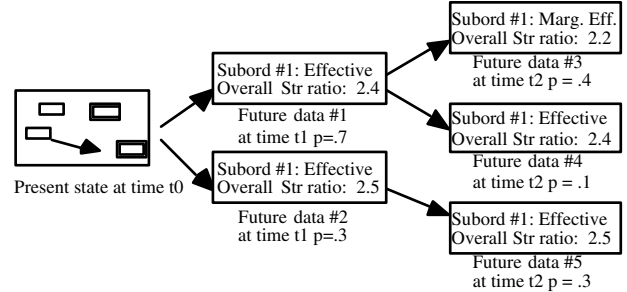 Subord #1: Marg. Eff.
Overall Str ratio: 2.2
Future data #3
at time t2 p = .4
Subord #1: Effective
Overall Str ratio: 2.4
Future data #1
at time t1 p=.7
Subord #1: Effective
Overall Str ratio: 2.4
Future data #4
at time t2 p = .1
Present state at time t0
Subord #1: Effective
Overall Str ratio: 2.5
Future data #2
at time t1 p=.3
Subord #1: Effective
Overall Str ratio: 2.5
Future data #5
at time t2 p = .3